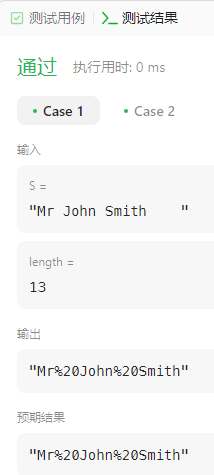 测试用例 测试结果
通过 执行用时: 0 ms
Case 1 Case 2
输入
S =
"Mr John Smith    "
length =
13
输出
"Mr%20John%20Smith"
预期结果
"Mr%20John%20Smith"